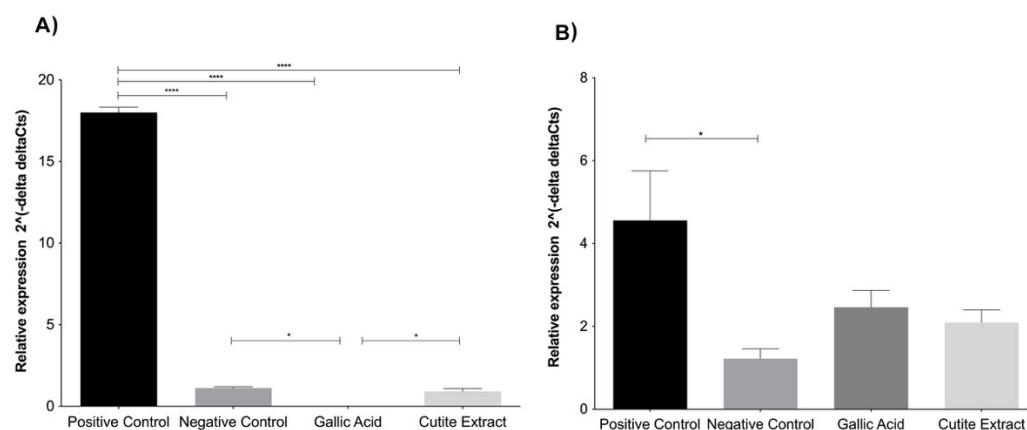 A)
****
****
****
20
15
10
5
0
Relative expression 2^(-delta deltaCts)
*
*
Positive Control Negative Control Gallic Acid Cutite Extract
B)
8
6
4
2
0
Relative expression 2^(-delta deltaCts)
*
Positive Control Negative Control Gallic Acid Cutite Extract